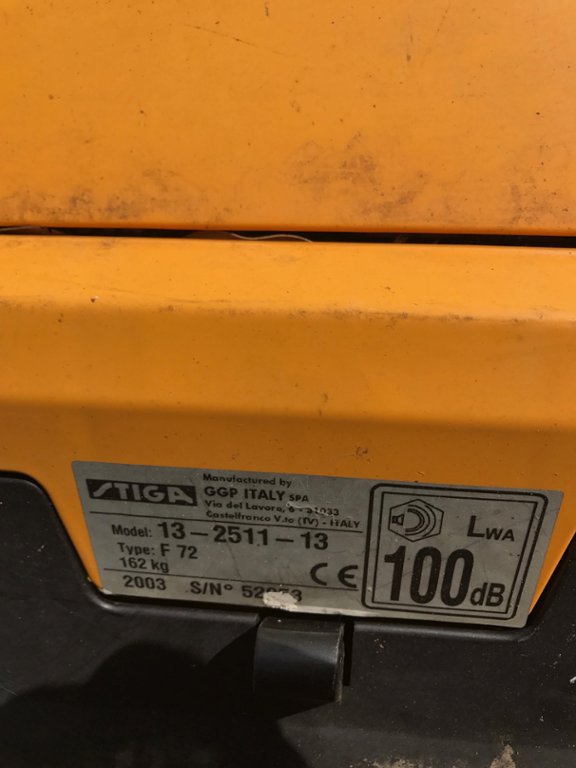 STIGA
Manufactured by
GGP ITALY SPA
Via del Lavoro, 6 - 31033
Castelfranco V.to (TV) - ITALY
Model: 13-2511-13
Type: F 72
162 kg
2003 S/N°
CE
LWA
100dB